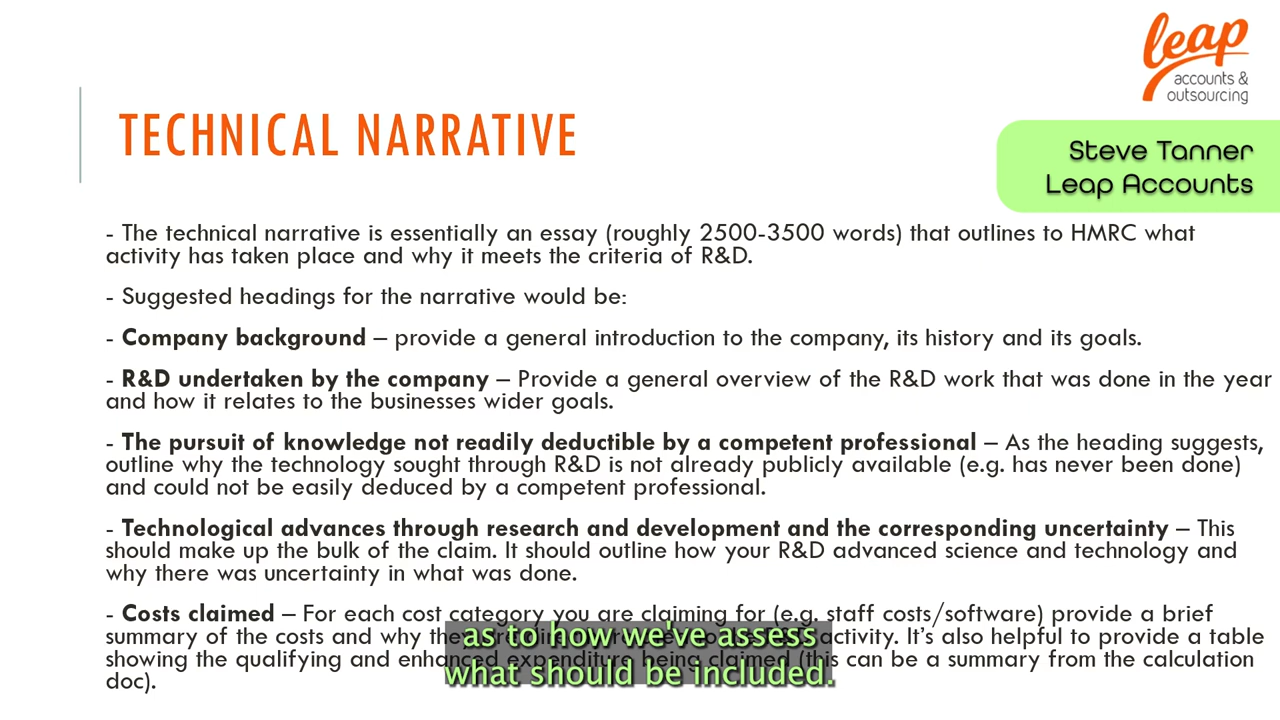 leap
accounts &
outsourcing
TECHNICAL NARRATIVE
Steve Tanner
Leap Accounts
- The technical narrative is essentially an essay (roughly 2500-3500 words) that outlines to HMRC what
activity has taken place and why it meets the criteria of R&D.
- Suggested headings for the narrative would be:
- Company background – provide a general introduction to the company, its history and its goals.
- R&D undertaken by the company – Provide a general overview of the R&D work that was done in the year
and how it relates to the businesses wider goals.
- The pursuit of knowledge not readily deductible by a competent professional – As the heading suggests,
outline why the technology sought through R&D is not already publicly available (e.g. has never been done)
and could not be easily deduced by a competent professional.
- Technological advances through research and development and the corresponding uncertainty – This
should make up the bulk of the claim. It should outline how your R&D advanced science and technology and
why there was uncertainty in what was done.
- Costs claimed – For each cost category you are claiming for (e.g. staff costs/software) provide a brief
summary of the costs and why they activity. It's also helpful to provide a table
showing the qualifying and enhanced expenditure being claimed (this can be a summary from the calculation
doc).
as to how we've assess
what should be included.